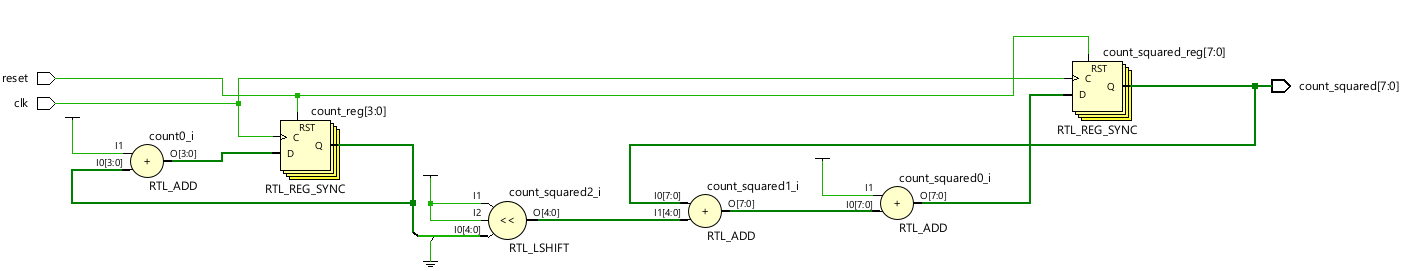 count_squared_reg[7:0]
reset
RST
C
D
Q
count_squared[7:0]
clk
count_reg[3:0]
RTL_REG_SYNC
count0_i
RST
C
D
Q
I1
I0[3:0]
+
O[3:0]
RTL_ADD
RTL_REG_SYNC
count_squared2_i
I1
I2
I0[4:0]
<<
O[4:0]
RTL_LSHIFT
count_squared1_i
I0[7:0]
I1[4:0]
+
O[7:0]
RTL_ADD
count_squared0_i
I1
I0[7:0]
+
O[7:0]
RTL_ADD